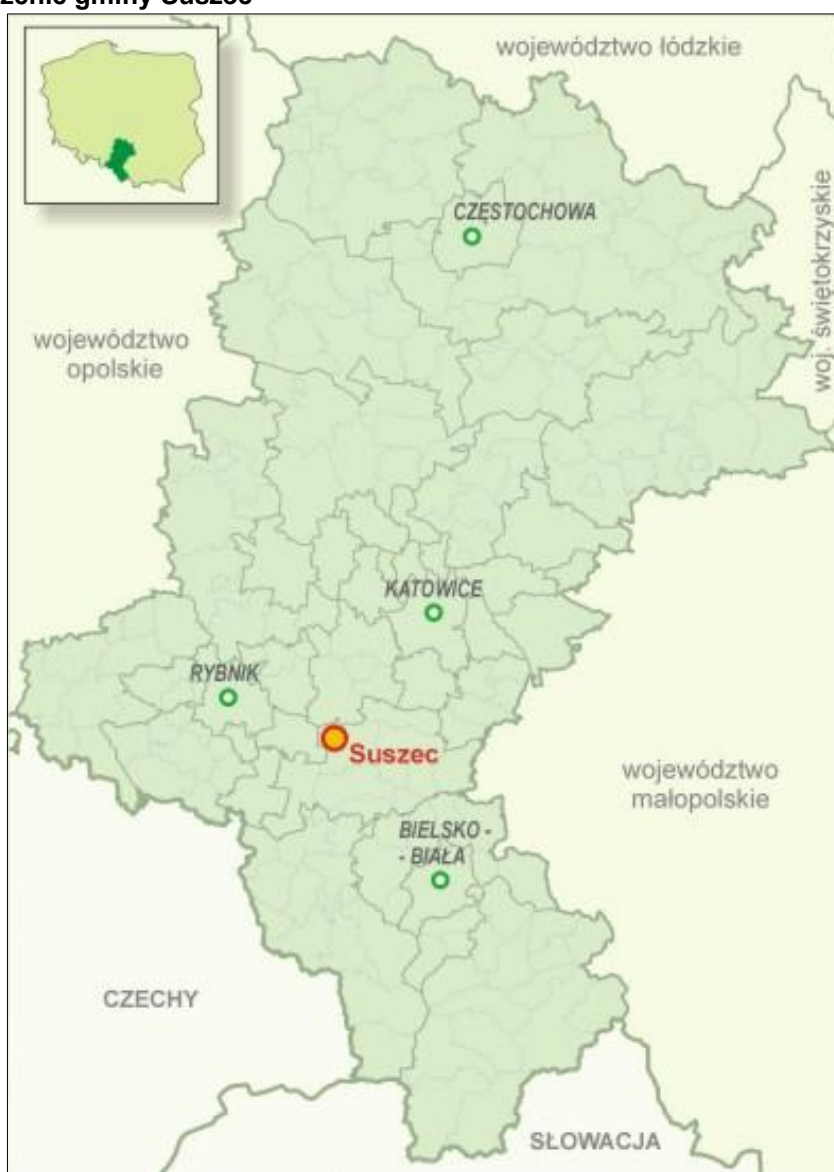 gminy Suszec
województwo łódzkie
CZĘSTOCHOWA
woj. świętokrzyskie
województwo
opolskie
KATOWICE
RYBNIK
Suszec
województwo
małopolskie
BIELSKO -
- BIAŁA
CZECHY
SŁOWACJA